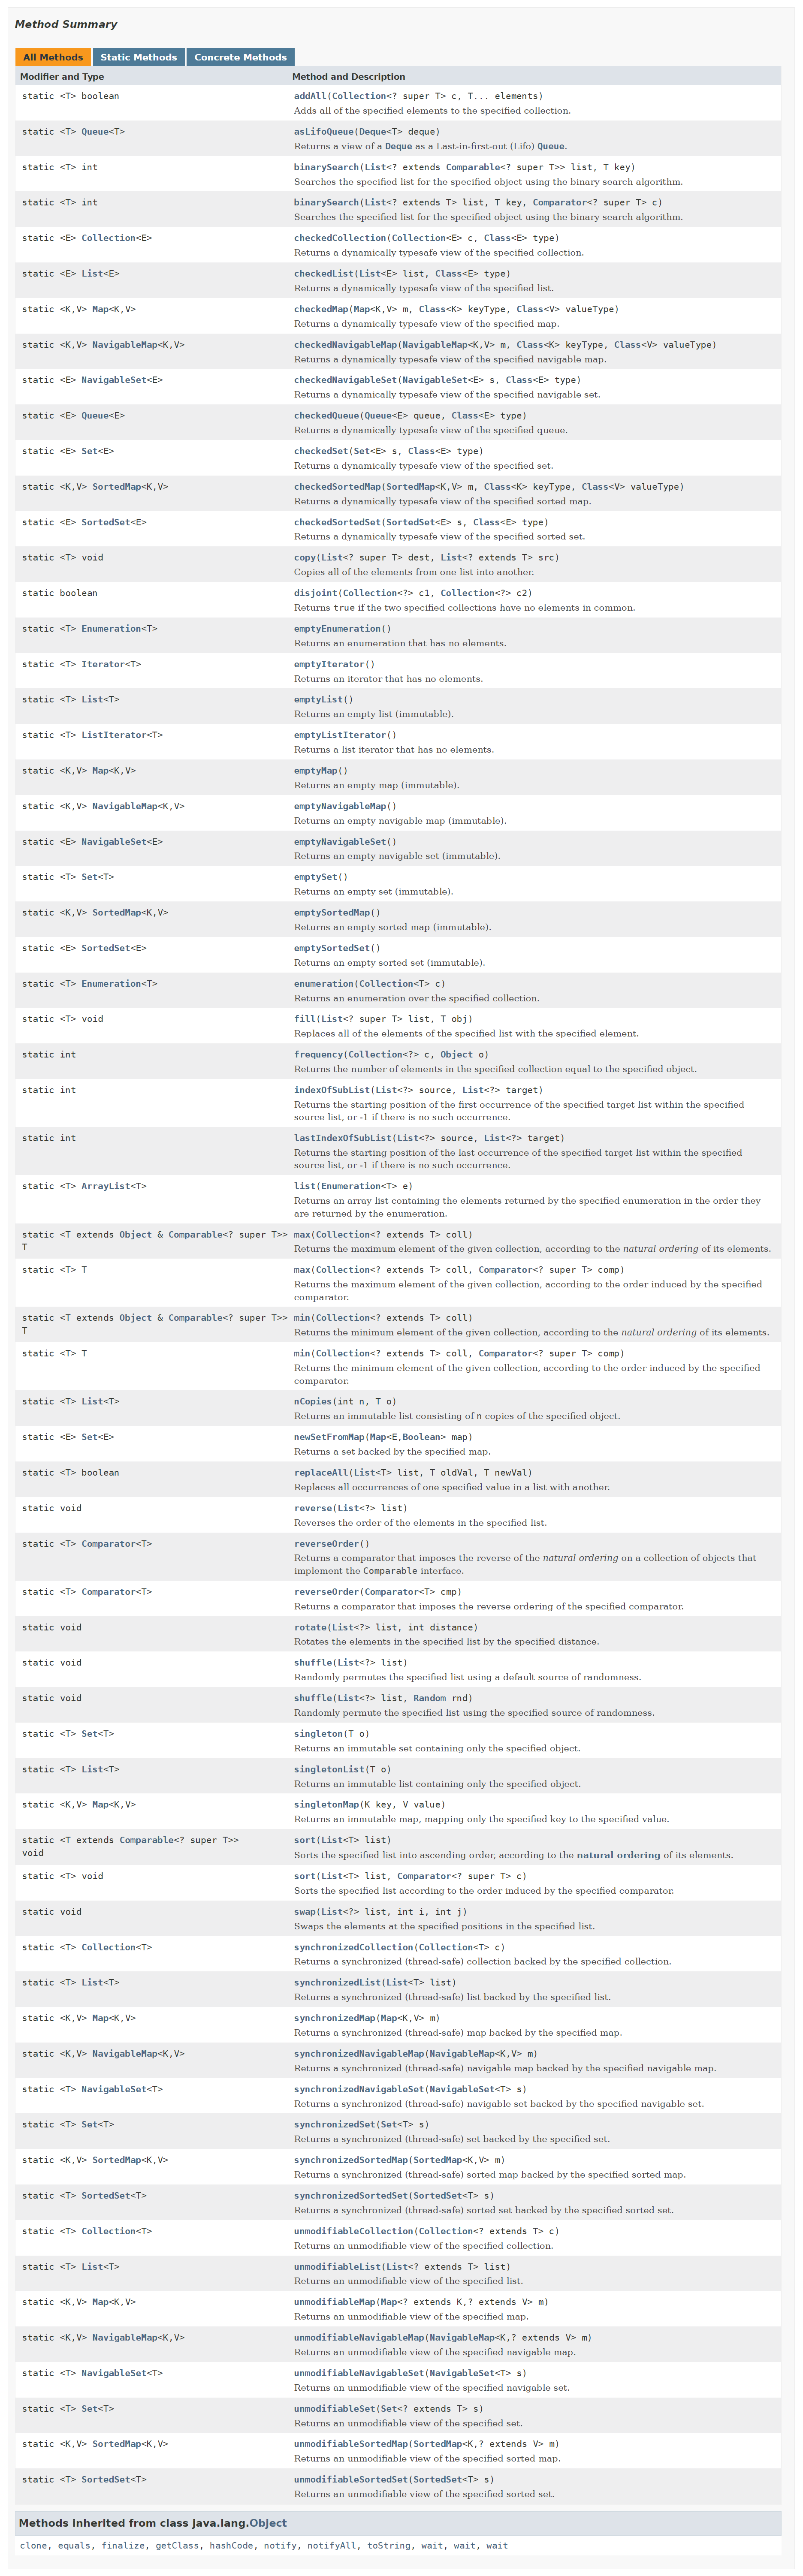 Method Summary
All Methods Static Methods Concrete Methods
Modifier and Type Method and Description
static <T> boolean addAll(Collection<? super T> c, T... elements)
Adds all of the specified elements to the specified collection.
static <T> Queue<T> asLifoQueue(Deque<T> deque)
Returns a view of a Deque as a Last-in-first-out (Lifo) Queue.
static <T> int binarySearch(List<? extends Comparable<? super T>> list, T key)
Searches the specified list for the specified object using the binary search algorithm.
static <T> int binarySearch(List<? extends T> list, T key, Comparator<? super T> c)
Searches the specified list for the specified object using the binary search algorithm.
static <E> Collection<E> checkedCollection(Collection<E> c, Class<E> type)
Returns a dynamically typesafe view of the specified collection.
static <E> List<E> checkedList(List<E> list, Class<E> type)
Returns a dynamically typesafe view of the specified list.
static <K,V> Map<K,V> checkedMap(Map<K,V> m, Class<K> keyType, Class<V> valueType)
Returns a dynamically typesafe view of the specified map.
static <K,V> NavigableMap<K,V> checkedNavigableMap(NavigableMap<K,V> m, Class<K> keyType, Class<V> valueType)
Returns a dynamically typesafe view of the specified navigable map.
static <E> NavigableSet<E> checkedNavigableSet(NavigableSet<E> s, Class<E> type)
Returns a dynamically typesafe view of the specified navigable set.
static <E> Queue<E> checkedQueue(Queue<E> queue, Class<E> type)
Returns a dynamically typesafe view of the specified queue.
static <E> Set<E> checkedSet(Set<E> s, Class<E> type)
Returns a dynamically typesafe view of the specified set.
static <K,V> SortedMap<K,V> checkedSortedMap(SortedMap<K,V> m, Class<K> keyType, Class<V> valueType)
Returns a dynamically typesafe view of the specified sorted map.
static <E> SortedSet<E> checkedSortedSet(SortedSet<E> s, Class<E> type)
Returns a dynamically typesafe view of the specified sorted set.
static <T> void copy(List<? super T> dest, List<? extends T> src)
Copies all of the elements from one list into another.
static boolean disjoint(Collection<?> c1, Collection<?> c2)
Returns true if the two specified collections have no elements in common.
static <T> Enumeration<T> emptyEnumeration()
Returns an enumeration that has no elements.
static <T> Iterator<T> emptyIterator()
Returns an iterator that has no elements.
static <T> List<T> emptyList()
Returns an empty list (immutable).
static <T> ListIterator<T> emptyListIterator()
Returns a list iterator that has no elements.
static <K,V> Map<K,V> emptyMap()
Returns an empty map (immutable).
static <K,V> NavigableMap<K,V> emptyNavigableMap()
Returns an empty navigable map (immutable).
static <E> NavigableSet<E> emptyNavigableSet()
Returns an empty navigable set (immutable).
static <T> Set<T> emptySet()
Returns an empty set (immutable).
static <K,V> SortedMap<K,V> emptySortedMap()
Returns an empty sorted map (immutable).
static <E> SortedSet<E> emptySortedSet()
Returns an empty sorted set (immutable).
static <T> Enumeration<T> enumeration(Collection<T> c)
Returns an enumeration over the specified collection.
static <T> void fill(List<? super T> list, T obj)
Replaces all of the elements of the specified list with the specified element.
static int frequency(Collection<?> c, Object o)
Returns the number of elements in the specified collection equal to the specified object.
static int indexOfSubList(List<?> source, List<?> target)
Returns the starting position of the first occurrence of the specified target list within the specified
source list, or -1 if there is no such occurrence.
static int lastIndexOfSubList(List<?> source, List<?> target)
Returns the starting position of the last occurrence of the specified target list within the specified
source list, or -1 if there is no such occurrence.
static <T> ArrayList<T> list(Enumeration<T> e)
Returns an array list containing the elements returned by the specified enumeration in the order they
are returned by the enumeration.
static <T extends Object & Comparable<? super T>> max(Collection<? extends T> coll)
T Returns the maximum element of the given collection, according to the natural ordering of its elements.
static <T> T max(Collection<? extends T> coll, Comparator<? super T> comp)
Returns the maximum element of the given collection, according to the order induced by the specified
comparator.
static <T extends Object & Comparable<? super T>> min(Collection<? extends T> coll)
T Returns the minimum element of the given collection, according to the natural ordering of its elements.
static <T> T min(Collection<? extends T> coll, Comparator<? super T> comp)
Returns the minimum element of the given collection, according to the order induced by the specified
comparator.
static <T> List<T> nCopies(int n, T o)
Returns an immutable list consisting of n copies of the specified object.
static <E> Set<E> newSetFromMap(Map<E,Boolean> map)
Returns a set backed by the specified map.
static <T> boolean replaceAll(List<T> list, T oldVal, T newVal)
Replaces all occurrences of one specified value in a list with another.
static void reverse(List<?> list)
Reverses the order of the elements in the specified list.
static <T> Comparator<T> reverseOrder()
Returns a comparator that imposes the reverse of the natural ordering on a collection of objects that
implement the Comparable interface.
static <T> Comparator<T> reverseOrder(Comparator<T> cmp)
Returns a comparator that imposes the reverse ordering of the specified comparator.
static void rotate(List<?> list, int distance)
Rotates the elements in the specified list by the specified distance.
static void shuffle(List<?> list)
Randomly permutes the specified list using a default source of randomness.
static void shuffle(List<?> list, Random rnd)
Randomly permute the specified list using the specified source of randomness.
static <T> Set<T> singleton(T o)
Returns an immutable set containing only the specified object.
static <T> List<T> singletonList(T o)
Returns an immutable list containing only the specified object.
static <K,V> Map<K,V> singletonMap(K key, V value)
Returns an immutable map, mapping only the specified key to the specified value.
static <T extends Comparable<? super T>> sort(List<T> list)
void Sorts the specified list into ascending order, according to the natural ordering of its elements.
static <T> void sort(List<T> list, Comparator<? super T> c)
Sorts the specified list according to the order induced by the specified comparator.
static void swap(List<?> list, int i, int j)
Swaps the elements at the specified positions in the specified list.
static <T> Collection<T> synchronizedCollection(Collection<T> c)
Returns a synchronized (thread-safe) collection backed by the specified collection.
static <T> List<T> synchronizedList(List<T> list)
Returns a synchronized (thread-safe) list backed by the specified list.
static <K,V> Map<K,V> synchronizedMap(Map<K,V> m)
Returns a synchronized (thread-safe) map backed by the specified map.
static <K,V> NavigableMap<K,V> synchronizedNavigableMap(NavigableMap<K,V> m)
Returns a synchronized (thread-safe) navigable map backed by the specified navigable map.
static <T> NavigableSet<T> synchronizedNavigableSet(NavigableSet<T> s)
Returns a synchronized (thread-safe) navigable set backed by the specified navigable set.
static <T> Set<T> synchronizedSet(Set<T> s)
Returns a synchronized (thread-safe) set backed by the specified set.
static <K,V> SortedMap<K,V> synchronizedSortedMap(SortedMap<K,V> m)
Returns a synchronized (thread-safe) sorted map backed by the specified sorted map.
static <T> SortedSet<T> synchronizedSortedSet(SortedSet<T> s)
Returns a synchronized (thread-safe) sorted set backed by the specified sorted set.
static <T> Collection<T> unmodifiableCollection(Collection<? extends T> c)
Returns an unmodifiable view of the specified collection.
static <T> List<T> unmodifiableList(List<? extends T> list)
Returns an unmodifiable view of the specified list.
static <K,V> Map<K,V> unmodifiableMap(Map<? extends K,? extends V> m)
Returns an unmodifiable view of the specified map.
static <K,V> NavigableMap<K,V> unmodifiableNavigableMap(NavigableMap<K,? extends V> m)
Returns an unmodifiable view of the specified navigable map.
static <T> NavigableSet<T> unmodifiableNavigableSet(NavigableSet<T> s)
Returns an unmodifiable view of the specified navigable set.
static <T> Set<T> unmodifiableSet(Set<? extends T> s)
Returns an unmodifiable view of the specified set.
static <K,V> SortedMap<K,V> unmodifiableSortedMap(SortedMap<K,? extends V> m)
Returns an unmodifiable view of the specified sorted map.
static <T> SortedSet<T> unmodifiableSortedSet(SortedSet<T> s)
Returns an unmodifiable view of the specified sorted set.
Methods inherited from class java.lang.Object
clone, equals, finalize, getClass, hashCode, notify, notifyAll, toString, wait, wait, wait